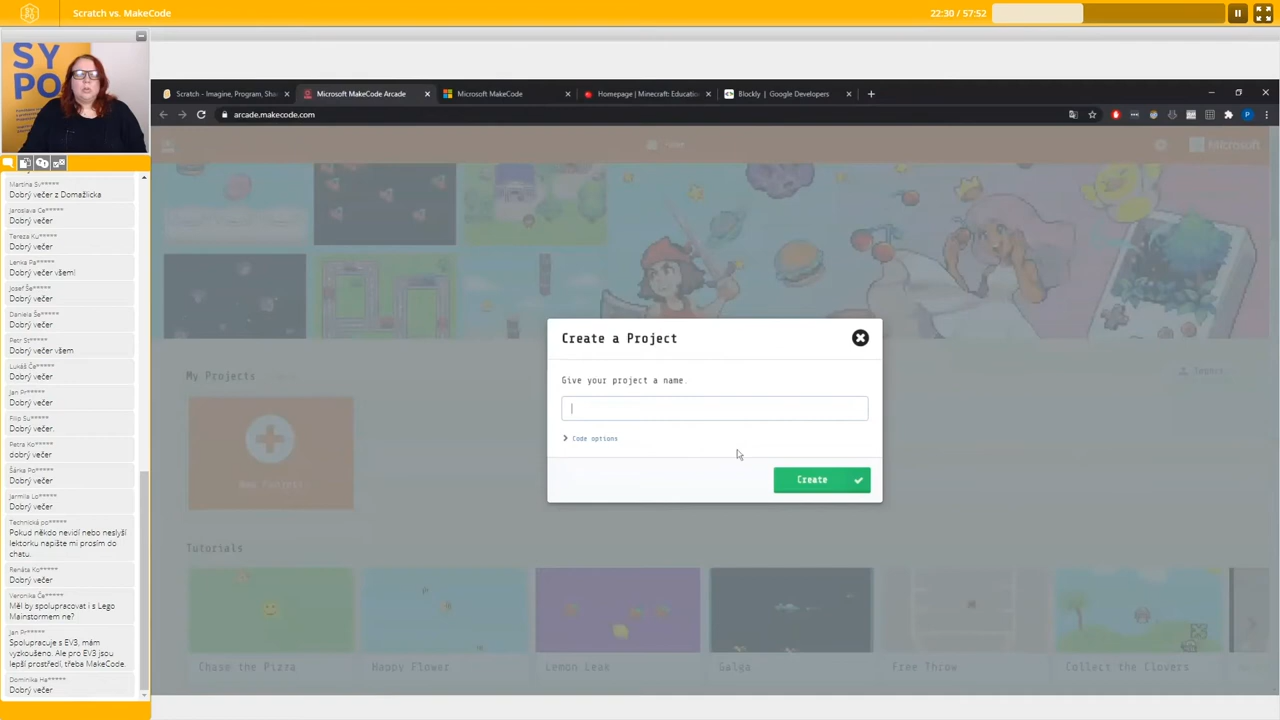 Scratch vs. MakeCode
22:30 / 57:52
SY
PO
Martina Sv*****
Dobrý večer z Domažlicka
Jaroslava Ca*****
Dobrý večer
Tereza Ku*****
Dobrý večer
Lenka Pa*****
Dobrý večer všem!
Josef Še*****
Dobrý večer
Daniela Še*****
Dobrý večer
Petr St*****
Dobrý večer všem
Lukáš Če*****
Dobrý večer
Jan Pr*****
Dobrý večer
Filip Su*****
Dobrý večer.
Petra Ko*****
dobrý večer
Šárka Po*****
Dobrý večer
Jarmila Lo*****
Dobrý večer
Technická po*****
Pokud někdo nevidí nebo neslyší
lektorku napište mi prosím do
chatu.
Renáta Ko*****
Dobrý večer
Veronika Če*****
Měl by spolupracovat i s Lego
Mainstormem ne?
Jan Pr*****
Spolupracuje s EV3, mám
vyzkoušeno. Ale pro EV3 jsou
lepší prostředí, třeba MakeCode.
Dominika Ha*****
Dobrý večer
Scratch - Imagine, Program, Sha
Microsoft MakeCode Arcade
Microsoft MakeCode
Homepage | Minecraft: Educatio
Blockly | Google Developers
arcade.makecode.com
P
Microsoft
My Projects
Import
New Project
Create a Project
Give your project a name.
Code options
Create
Tutorials
Chase the Pizza
Happy Flower
Lemon Leak
Galga
Free Throw
Collect the Clovers